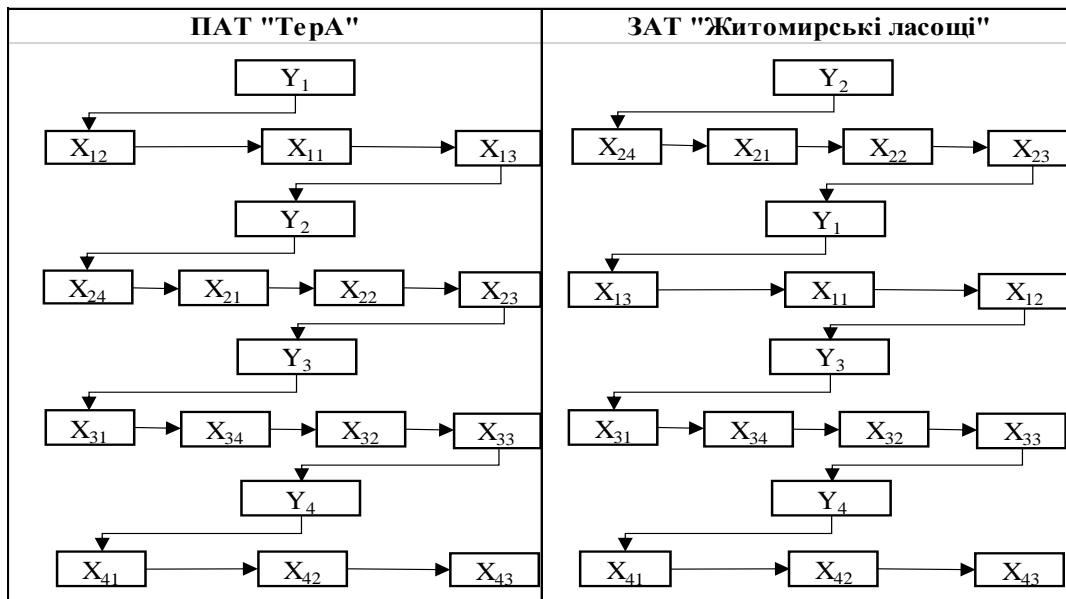 ПАТ "ТерА"
Y₁
X₁₂ X₁₁ X₁₃
Y₂
X₂₄ X₂₁ X₂₂ X₂₃
Y₃
X₃₁ X₃₄ X₃₂ X₃₃
Y₄
X₄₁ X₄₂ X₄₃
ЗАТ "Житомирські ласощі"
Y₂
X₂₄ X₂₁ X₂₂ X₂₃
Y₁
X₁₃ X₁₁ X₁₂
Y₃
X₃₁ X₃₄ X₃₂ X₃₃
Y₄
X₄₁ X₄₂ X₄₃